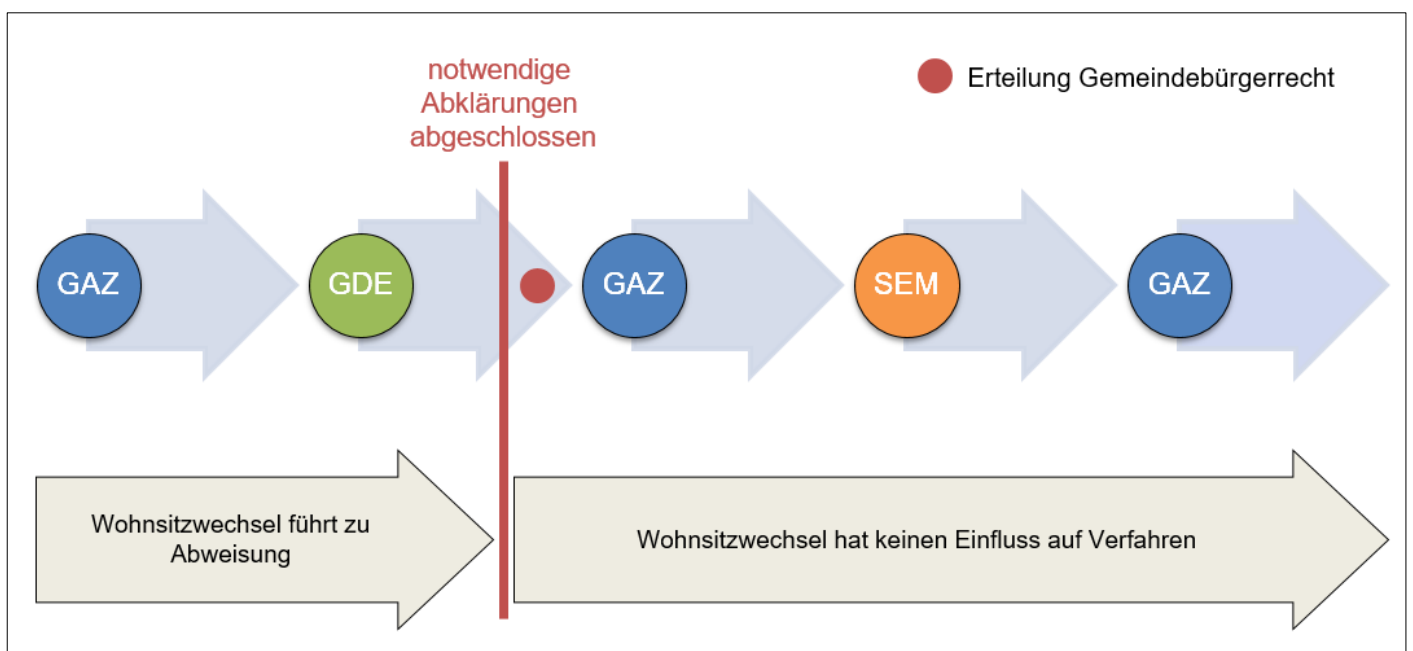 notwendige
Abklärungen
abgeschlossen
Erteilung Gemeindebürgerrecht
GAZ
GDE
GAZ
SEM
GAZ
Wohnsitzwechsel führt zu
Abweisung
Wohnsitzwechsel hat keinen Einfluss auf Verfahren